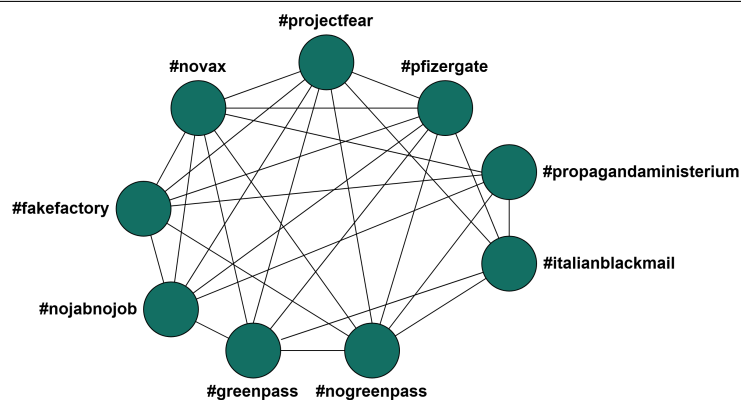 #projectfear
#novax
#pfizergate
#propagandaministerium
#fakefactory
#italianblackmail
#nojabnojob
#greenpass
#nogreenpass